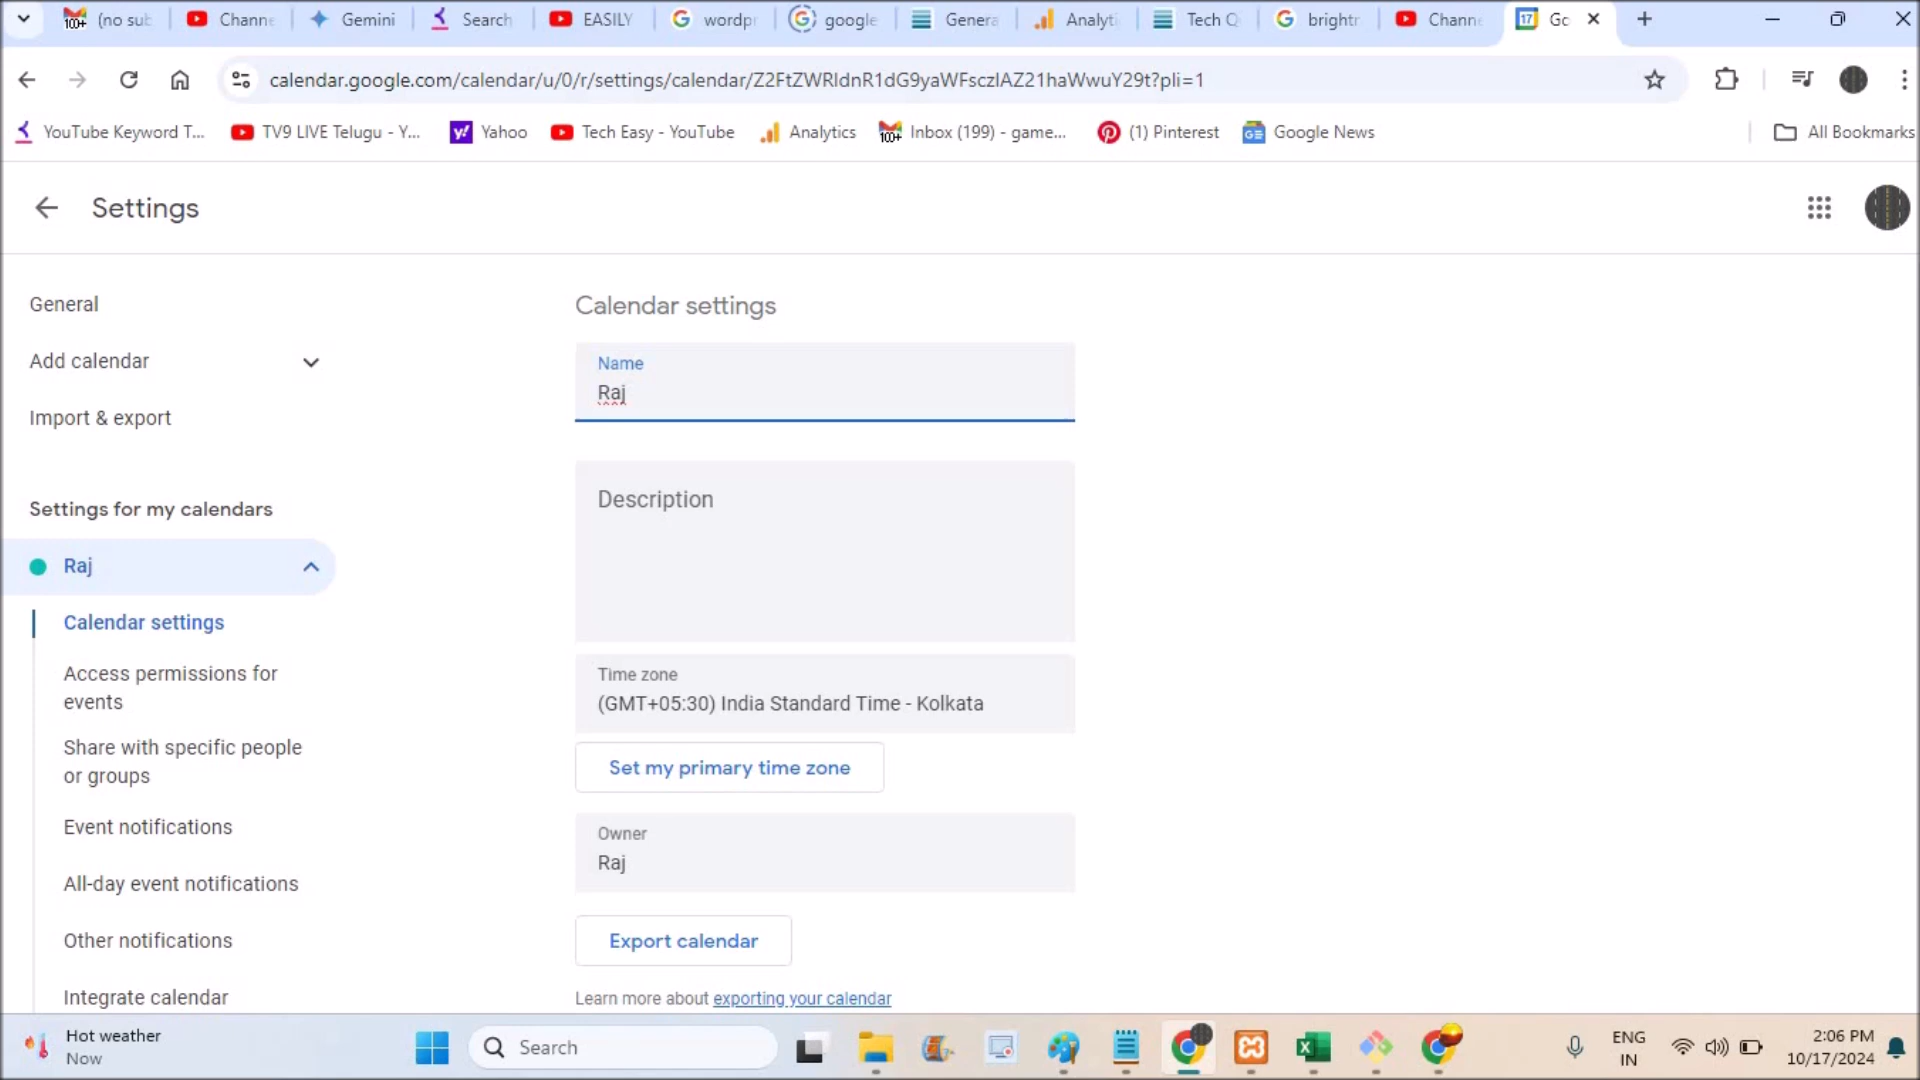 (no sub
Channe
Gemini
Search
EASILY
wordpr
google
Genera
Analyti
Tech Q
brightn
Channe
17 Go
calendar.google.com/calendar/u/0/r/settings/calendar/Z2FtZWRldnR1dG9yaWFsczlAZ21haWwuY29t?pli=1
YouTube Keyword T...
TV9 LIVE Telugu - Y...
Yahoo
Tech Easy - YouTube
Analytics
Inbox (199) - game...
(1) Pinterest
Google News
All Bookmarks
Settings
General
Add calendar
Import & export
Settings for my calendars
Raj
Calendar settings
Access permissions for
events
Share with specific people
or groups
Event notifications
All-day event notifications
Other notifications
Integrate calendar
Calendar settings
Name
Raj
Description
Time zone
(GMT+05:30) India Standard Time - Kolkata
Set my primary time zone
Owner
Raj
Export calendar
Learn more about exporting your calendar
Hot weather
Now
Search
ENG
IN
2:06 PM
10/17/2024